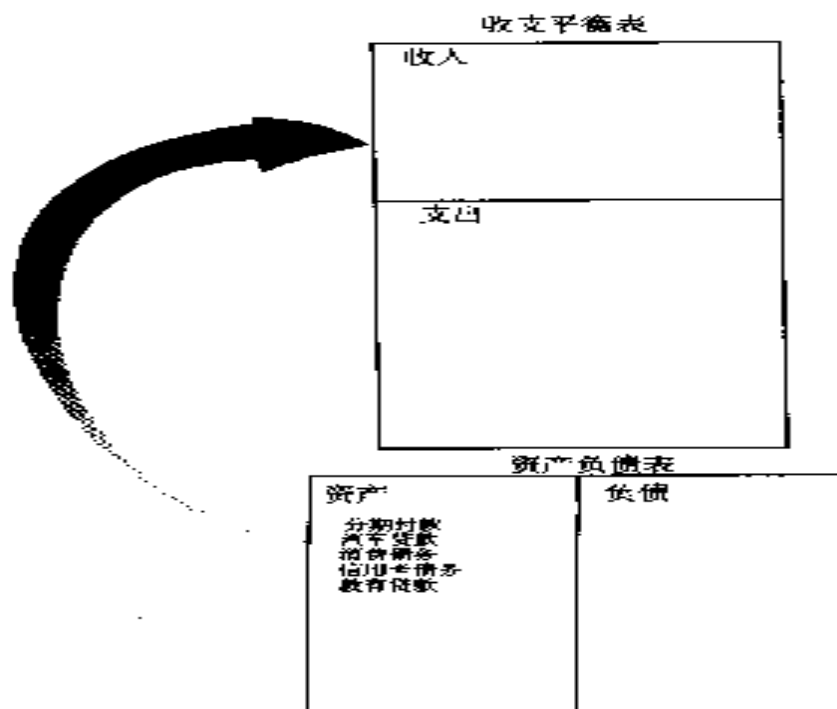 收支平衡表
收入
支出
资产负债表
资产
负债
分期付款
汽车贷款
消费债务
信用卡债务
教育贷款